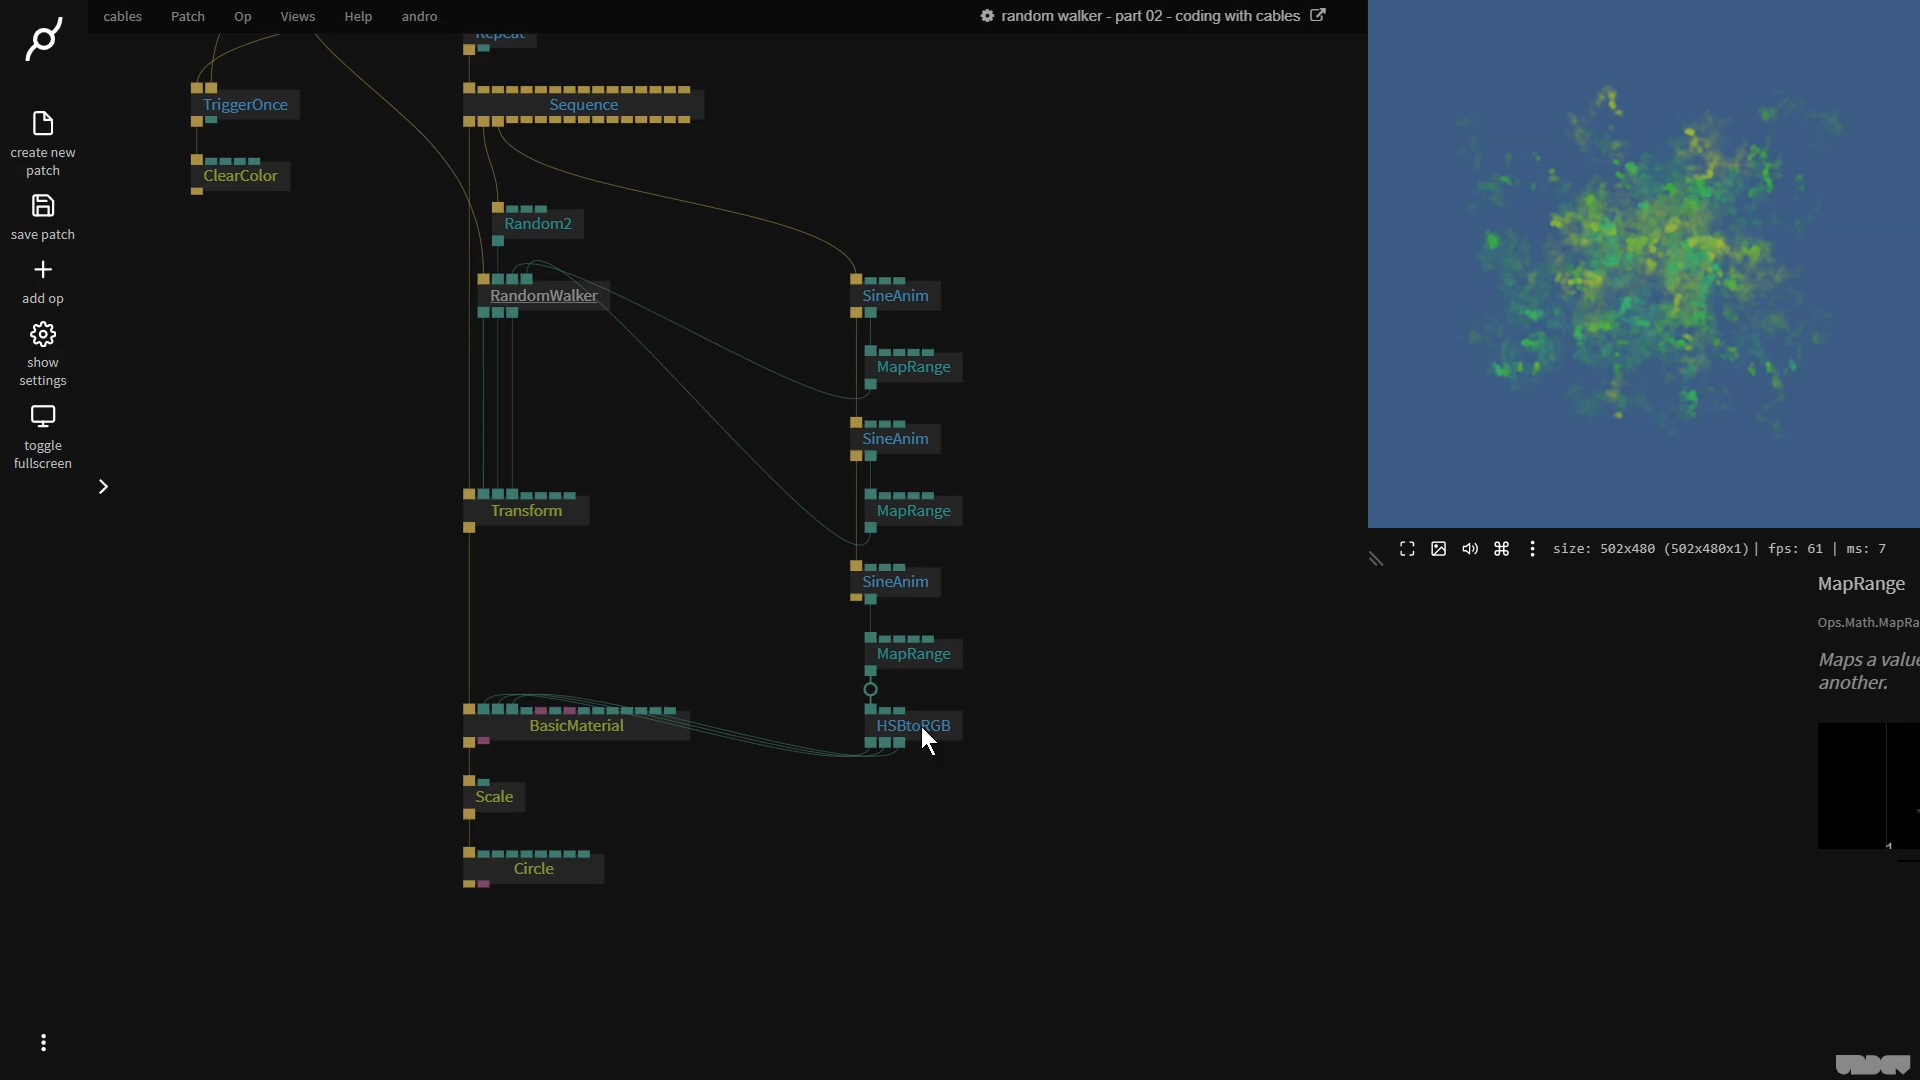 cables Patch Op Views Help andro
random walker - part 02 - coding with cables
create new
patch
save patch
add op
show
settings
toggle
fullscreen
Repeat
TriggerOnce
Sequence
ClearColor
Random2
RandomWalker
SineAnim
MapRange
SineAnim
Transform
MapRange
SineAnim
MapRange
BasicMaterial
HSBtoRGB
Scale
Circle
size: 502x480 (502x480x1) | fps: 61 | ms: 7
MapRange
Ops.Math.MapRa
Maps a value
another.